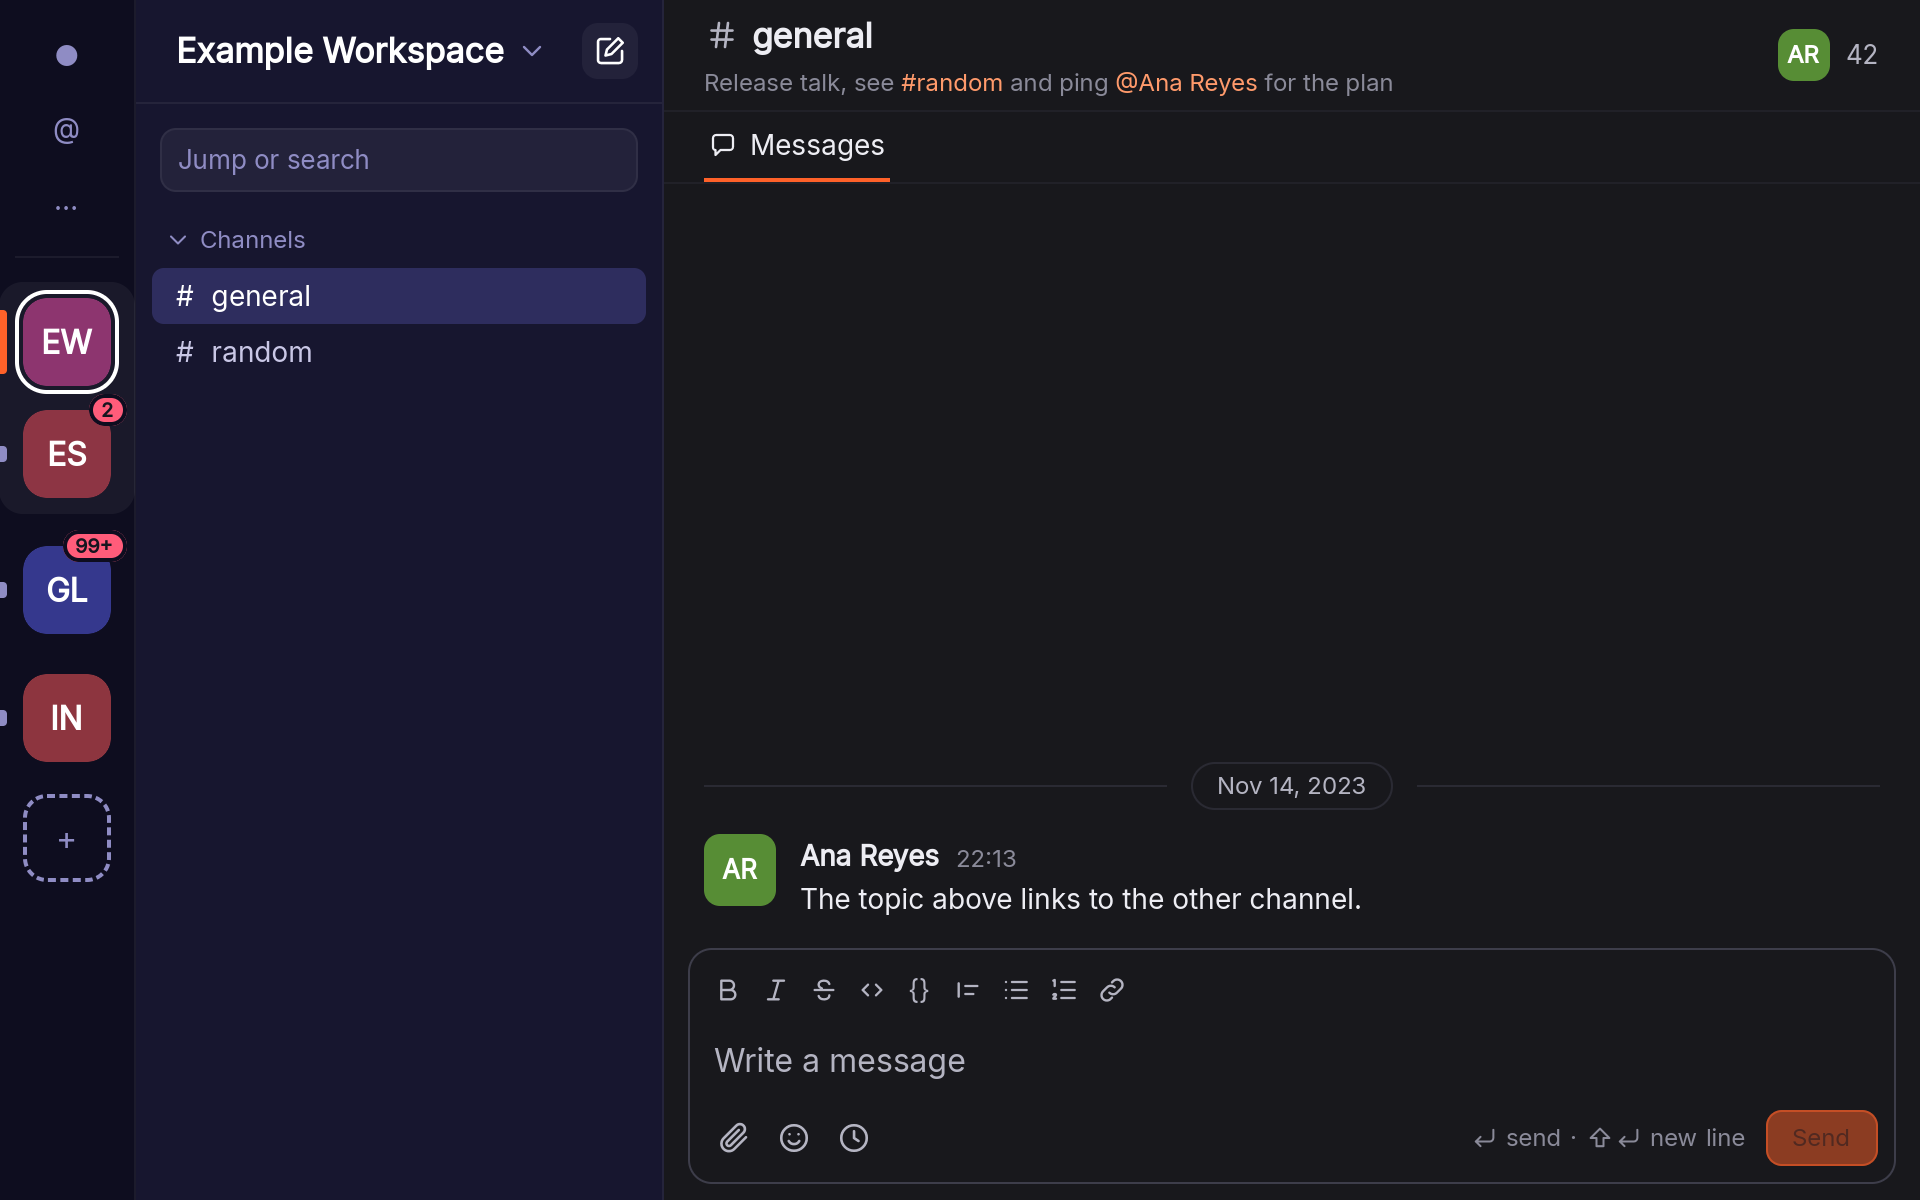 @
...
EW
2
ES
99+
GL
IN
+
Example Workspace
Jump or search
Channels
# general
# random
# general
Release talk, see #random and ping @Ana Reyes for the plan
AR 42
Messages
Nov 14, 2023
AR
Ana Reyes 22:13
The topic above links to the other channel.
Write a message
send · new line
Send